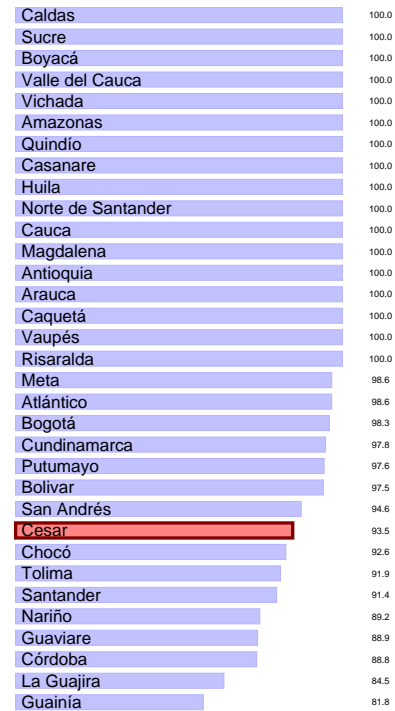 Caldas 100.0
Sucre 100.0
Boyacá 100.0
Valle del Cauca 100.0
Vichada 100.0
Amazonas 100.0
Quindío 100.0
Casanare 100.0
Huila 100.0
Norte de Santander 100.0
Cauca 100.0
Magdalena 100.0
Antioquia 100.0
Arauca 100.0
Caquetá 100.0
Vaupés 100.0
Risaralda 100.0
Meta 98.6
Atlántico 98.6
Bogotá 98.3
Cundinamarca 97.8
Putumayo 97.6
Bolivar 97.5
San Andrés 94.6
Cesar 93.5
Chocó 92.6
Tolima 91.9
Santander 91.4
Nariño 89.2
Guaviare 88.9
Córdoba 88.8
La Guajira 84.5
Guainía 81.8